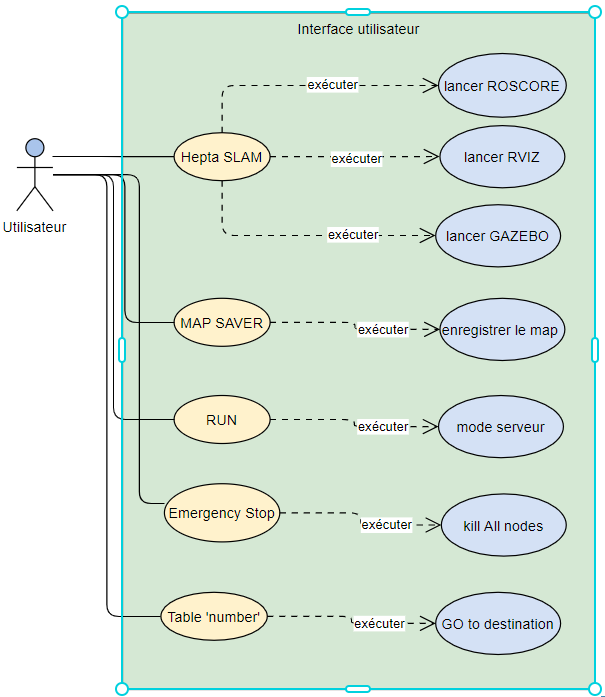 Interface utilisateur
exécuter
lancer ROSCORE
Hepta SLAM
exécuter
lancer RVIZ
Utilisateur
exécuter
lancer GAZEBO
MAP SAVER
exécuter
enregistrer le map
RUN
exécuter
mode serveur
Emergency Stop
exécuter
kill All nodes
Table 'number'
exécuter
GO to destination